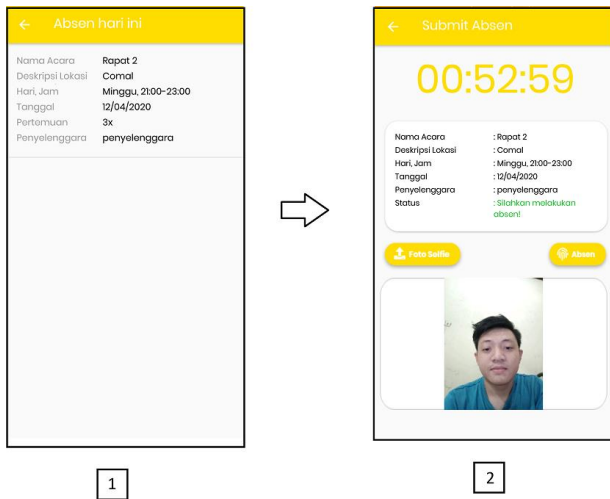 Absen hari ini
Nama Acara Rapat 2
Deskripsi Lokasi Comal
Hari, Jam Minggu, 21:00-23:00
Tanggal 12/04/2020
Pertemuan 3x
Penyelenggara penyelenggara
1
Submit Absen
00:52:59
Nama Acara : Rapat 2
Deskripsi Lokasi : Comal
Hari, Jam : Minggu, 21:00-23:00
Tanggal : 12/04/2020
Penyelenggara : penyelenggara
Status : Silahkan melakukan
absen!
Foto Selfie
Absen
2